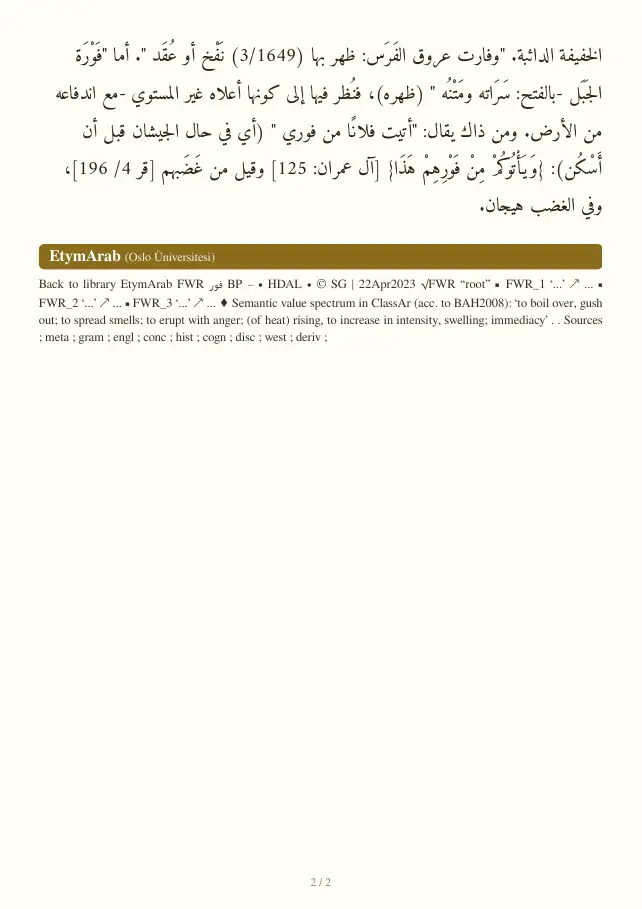 الخفيفة الدائبة. "وفارت عروق الفَرَس: ظهر بها (3/1649) نَفْخ أو عُقَد ". أما "فَوْرَة
الجَبَل -بالفتح: سَرَاته ومَتْنُه " (ظهره)، فنُظر فيها إلى كونها أعلاه غير المستوي -مع اندفاعه
من الأرض. ومن ذاك يقال: "أتيت فلانًا من فوري " (أي في حال الجيشان قبل أن
أَسْكُن): {وَيَأْتُوكُمْ مِنْ فَوْرِهِمْ هَذَا} [آل عمران: 125] وقيل من غَضَبهم [قر 4/ 196]،
وفي الغضب هيجان.
EtymArab (Oslo Üniversitesi)
Back to library EtymArab FWR فور BP – • HDAL • © SG | 22Apr2023 √FWR “root” ▪ FWR_1 ‘...’ ↗ ... ▪
FWR_2 ‘...’ ↗ ... ▪ FWR_3 ‘...’ ↗ ... ♦ Semantic value spectrum in ClassAr (acc. to BAH2008): ‘to boil over, gush
out; to spread smells; to erupt with anger; (of heat) rising, to increase in intensity, swelling; immediacy’ . . Sources
; meta ; gram ; engl ; conc ; hist ; cogn ; disc ; west ; deriv ;
2 / 2